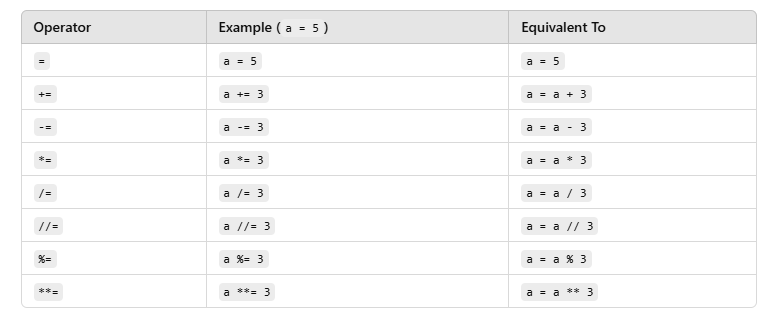 Operator Example ( a = 5 ) Equivalent To
= a = 5 a = 5
+= a += 3 a = a + 3
-= a -= 3 a = a - 3
*= a *= 3 a = a * 3
/= a /= 3 a = a / 3
//= a //= 3 a = a // 3
%= a %= 3 a = a % 3
**= a **= 3 a = a ** 3